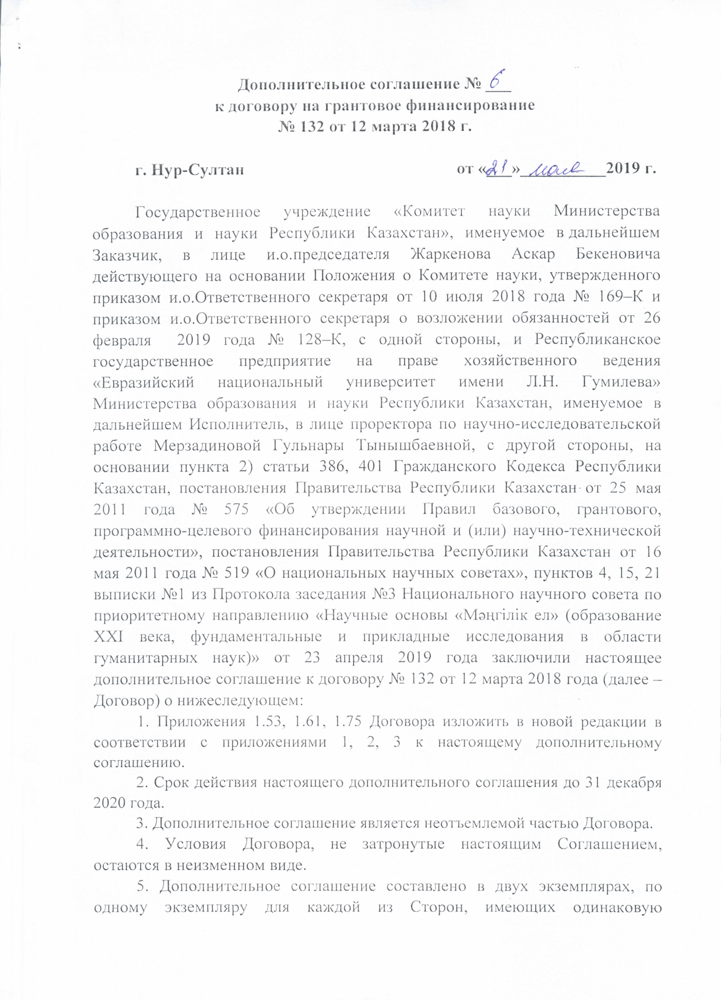 Дополнительное соглашение № 6
к договору на грантовое финансирование
№ 132 от 12 марта 2018 г.
г. Нур-Султан от «21» мая 2019 г.
Государственное учреждение «Комитет науки Министерства
образования и науки Республики Казахстан», именуемое в дальнейшем
Заказчик, в лице и.о.председателя Жаркенова Аскар Бекеновича
действующего на основании Положения о Комитете науки, утвержденного
приказом и.о.Ответственного секретаря от 10 июля 2018 года № 169–К и
приказом и.о.Ответственного секретаря о возложении обязанностей от 26
февраля 2019 года № 128–К, с одной стороны, и Республиканское
государственное предприятие на праве хозяйственного ведения
«Евразийский национальный университет имени Л.Н. Гумилева»
Министерства образования и науки Республики Казахстан, именуемое в
дальнейшем Исполнитель, в лице проректора по научно-исследовательской
работе Мерзадиновой Гульнары Тынышбаевной, с другой стороны, на
основании пункта 2) статьи 386, 401 Гражданского Кодекса Республики
Казахстан, постановления Правительства Республики Казахстан от 25 мая
2011 года № 575 «Об утверждении Правил базового, грантового,
программно-целевого финансирования научной и (или) научно-технической
деятельности», постановления Правительства Республики Казахстан от 16
мая 2011 года № 519 «О национальных научных советах», пунктов 4, 15, 21
выписки №1 из Протокола заседания №3 Национального научного совета по
приоритетному направлению «Научные основы «Мәңгілік ел» (образование
XXI века, фундаментальные и прикладные исследования в области
гуманитарных наук)» от 23 апреля 2019 года заключили настоящее
дополнительное соглашение к договору № 132 от 12 марта 2018 года (далее –
Договор) о нижеследующем:
1. Приложения 1.53, 1.61, 1.75 Договора изложить в новой редакции в
соответствии с приложениями 1, 2, 3 к настоящему дополнительному
соглашению.
2. Срок действия настоящего дополнительного соглашения до 31 декабря
2020 года.
3. Дополнительное соглашение является неотъемлемой частью Договора.
4. Условия Договора, не затронутые настоящим Соглашением,
остаются в неизменном виде.
5. Дополнительное соглашение составлено в двух экземплярах, по
одному экземпляру для каждой из Сторон, имеющих одинаковую